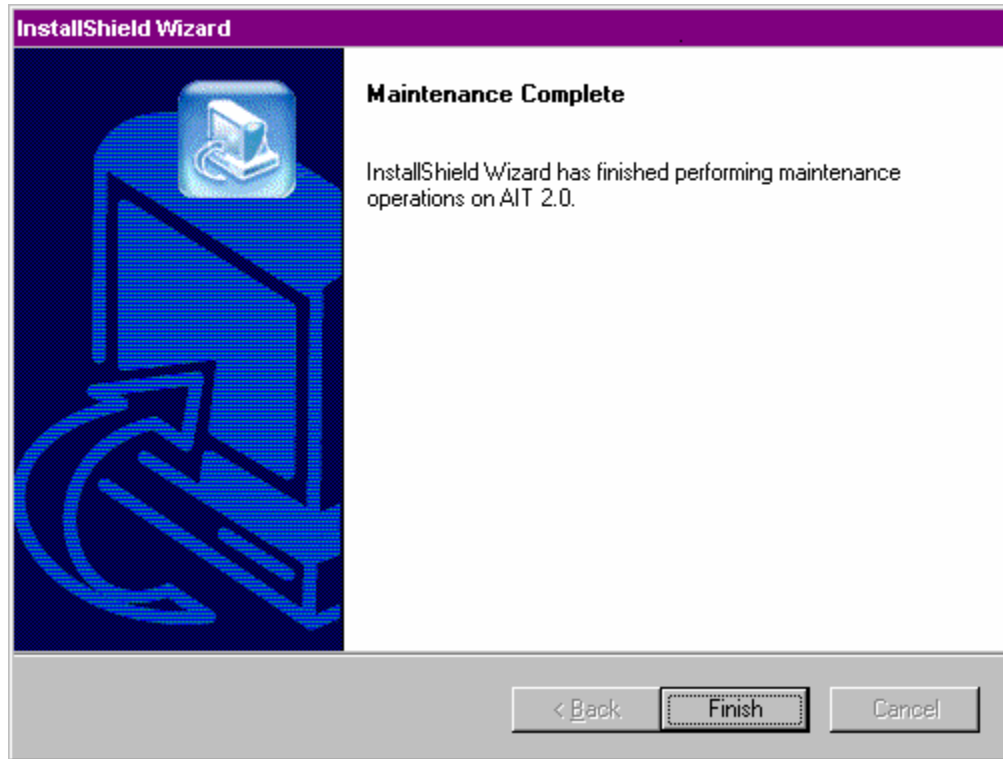 InstallShield Wizard
Maintenance Complete
InstallShield Wizard has finished performing maintenance
operations on AIT 2.0.
< Back
Finish
Cancel